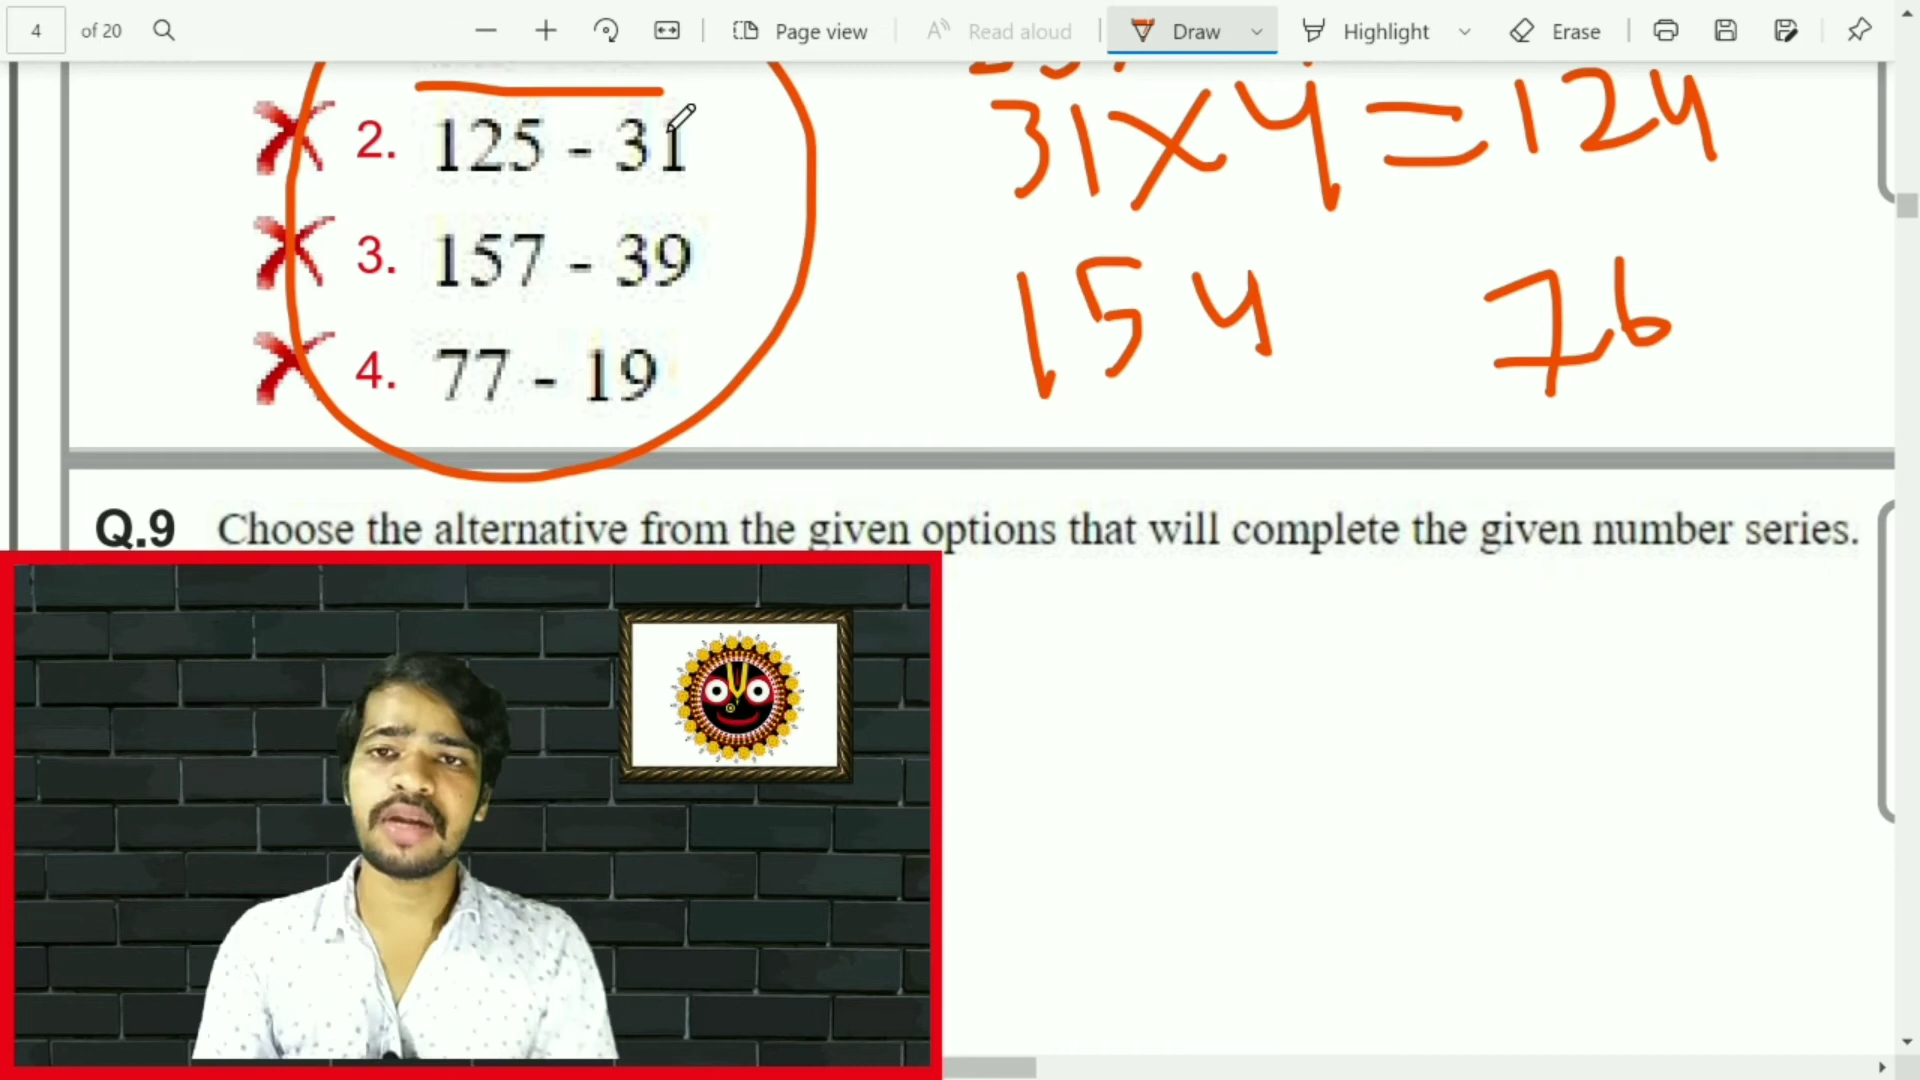 4 of 20 Page view Read aloud Draw Highlight Erase
31 x 4 = 124
2. 125 - 31
3. 157 - 39
154 76
4. 77 - 19
Q.9 Choose the alternative from the given options that will complete the given number series.